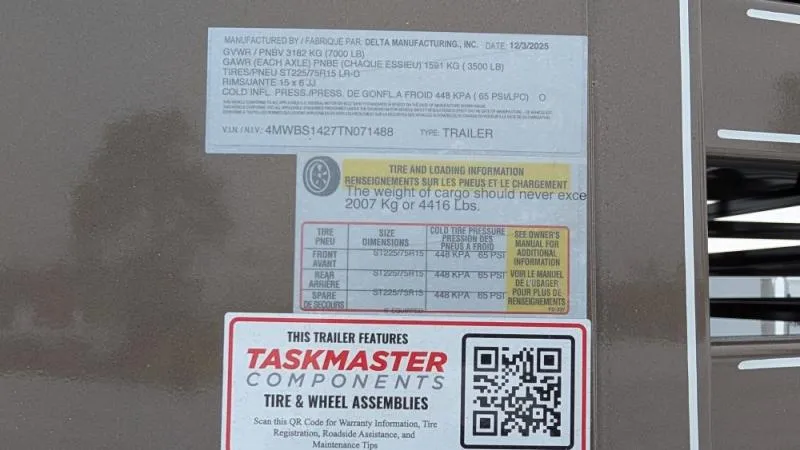 MANUFACTURED BY / FABRIQUE PAR: DELTA MANUFACTURING., INC. DATE: 12/3/2025
GVWR / PNBV 3182 KG (7000 LB)
GAWR (EACH AXLE) PNBE (CHAQUE ESSIEU) 1591 KG ( 3500 LB)
TIRES/PNEU ST225/75R15 LR-D
RIMS/JANTE 15 x 6 JJ
COLD INFL. PRESS./PRESS. DE GONFL.A FROID 448 KPA ( 65 PSI/LPC) O
V.I.N. / N.I.V.: 4MWBS1427TN071488 TYPE: TRAILER
TIRE AND LOADING INFORMATION
RENSEIGNEMENTS SUR LES PNEUS ET LE CHARGEMENT
The weight of cargo should never exce
2007 Kg or 4416 Lbs.
TIRE PNEU SIZE DIMENSIONS COLD TIRE PRESSURE PRESSION DES PNEUS A FROID
FRONT AVANT ST225/75R15 448 KPA 65 PSI
REAR ARRIÈRE ST225/75R15 448 KPA 65 PSI
SPARE DE SECOURS ST225/75R15 448 KPA 65 PSI
IF EQUIPPED
SEE OWNER'S
MANUAL FOR
ADDITIONAL
INFORMATION
VOIR LE MANUEL
DE L'USAGER
POUR PLUS DE
RENSEIGNEMENTS
THIS TRAILER FEATURES
TASKMASTER
COMPONENTS
TIRE & WHEEL ASSEMBLIES
Scan this QR Code for Warranty Information, Tire
Registration, Roadside Assistance, and
Maintenance Tips